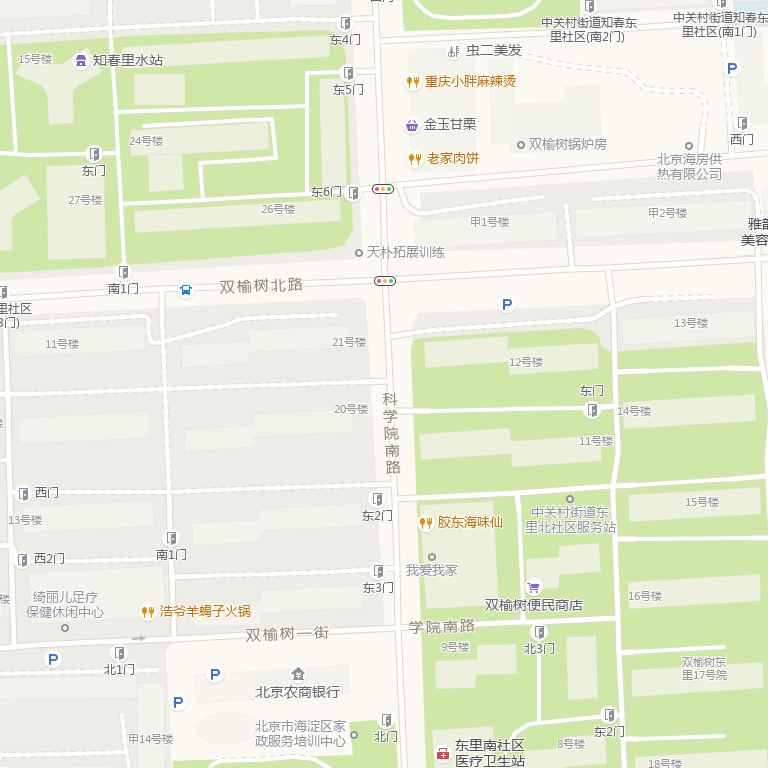 中关村街道知春东
里社区(南2门)
中关村街道知春东
里社区(南1门)
东4门
虫二美发
15号楼
知春里水站
P
东5门
重庆小胖麻辣烫
金玉甘栗
西门
24号楼
双榆树锅炉房
东门
老家肉饼
北京海房供
热有限公司
东6门
27号楼
26号楼
甲1号楼
甲2号楼
雅韵
美容
天朴拓展训练
南1门
双榆树北路
里社区
3门)
P
13号楼
11号楼
21号楼
12号楼
东门
科学院南路
20号楼
14号楼
11号楼
西门
东2门
15号楼
13号楼
胶东海味仙
中关村街道东
里北社区服务站
南1门
西2门
我爱我家
东3门
绮丽儿足疗
保健休闲中心
浩爷羊蝎子火锅
双榆树便民商店
16号楼
双榆树一街
学院南路
P
北1门
9号楼
北3门
双榆树东
里17号院
P
P
北京农商银行
北京市海淀区家
政服务培训中心
北门
东2门
甲14号楼
东里南社区
医疗卫生站
8号楼
18号楼